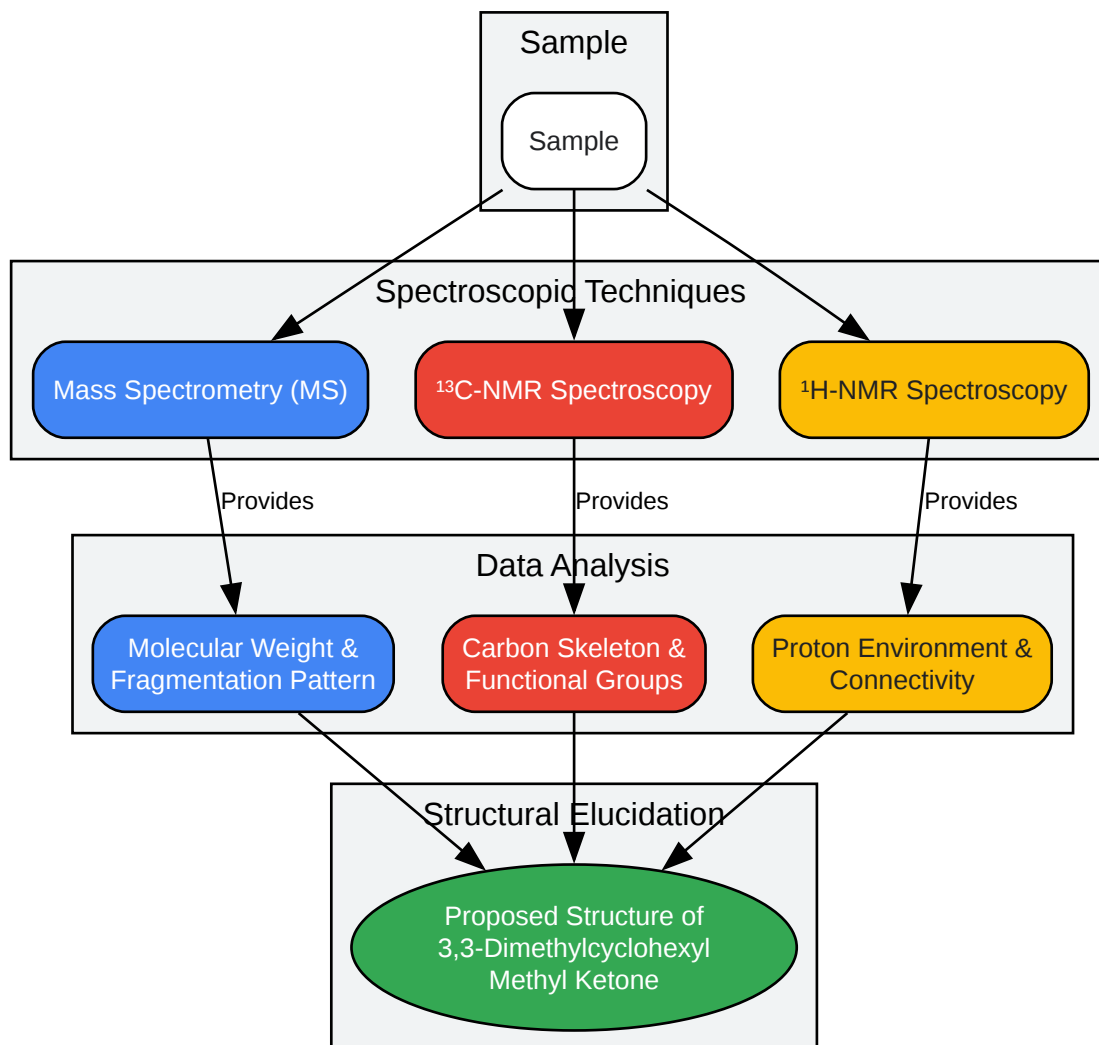 Sample
Sample
Spectroscopic Techniques
Mass Spectrometry (MS)
¹³C-NMR Spectroscopy
¹H-NMR Spectroscopy
Provides
Provides
Provides
Data Analysis
Molecular Weight &
Fragmentation Pattern
Carbon Skeleton &
Functional Groups
Proton Environment &
Connectivity
Structural Elucidation
Proposed Structure of
3,3-Dimethylcyclohexyl
Methyl Ketone